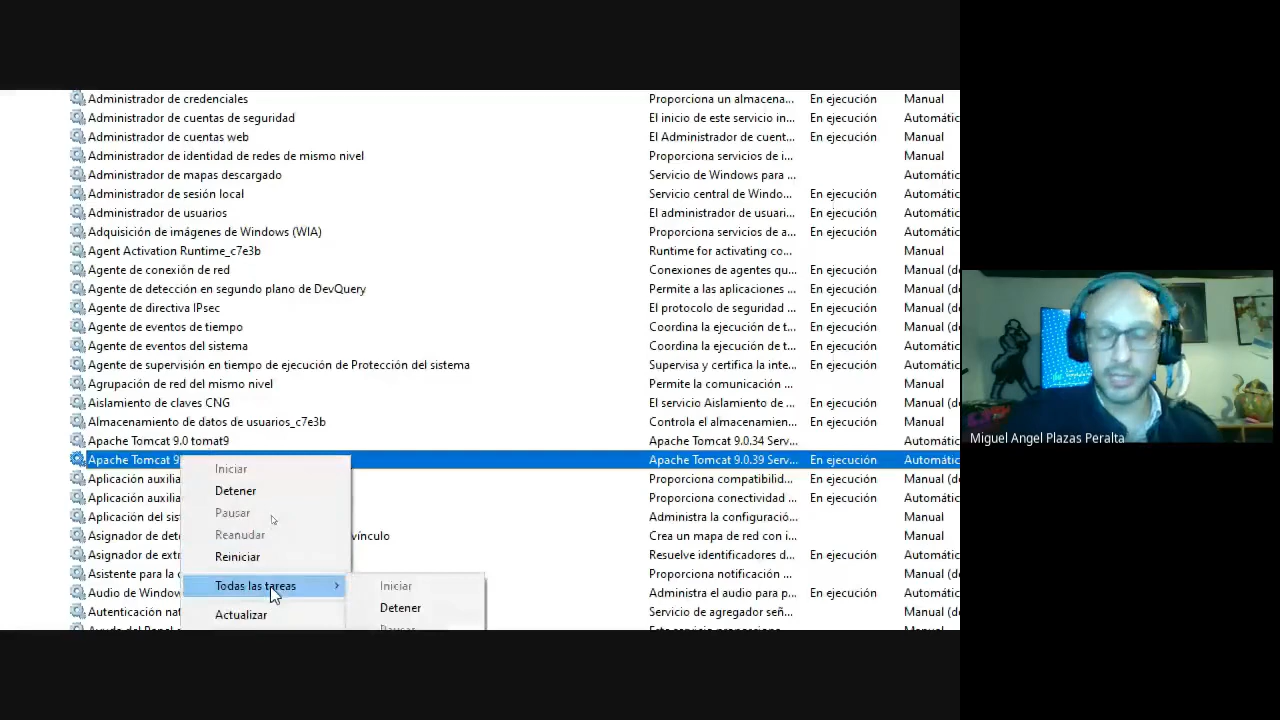 Administrador de credenciales Proporciona un almacena... En ejecución Manual
Administrador de cuentas de seguridad El inicio de este servicio in... En ejecución Automátic
Administrador de cuentas web El Administrador de cuent... En ejecución Manual
Administrador de identidad de redes de mismo nivel Proporciona servicios de i... Manual
Administrador de mapas descargado Servicio de Windows para ... Automátic
Administrador de sesión local Servicio central de Windo... En ejecución Automátic
Administrador de usuarios El administrador de usuari... En ejecución Automátic
Adquisición de imágenes de Windows (WIA) Proporciona servicios de a... En ejecución Automátic
Agent Activation Runtime_c7e3b Runtime for activating co... Manual
Agente de conexión de red Conexiones de agentes qu... En ejecución Manual (de
Agente de detección en segundo plano de DevQuery Permite a las aplicaciones ... En ejecución Manual (de
Agente de directiva IPsec El protocolo de seguridad ... En ejecución Manual (de
Agente de eventos de tiempo Coordina la ejecución de t... En ejecución Manual (de
Agente de eventos del sistema Coordina la ejecución de t... En ejecución Automátic
Agente de supervisión en tiempo de ejecución de Protección del sistema Supervisa y certifica la inte... En ejecución Automátic
Agrupación de red del mismo nivel Permite la comunicación ... Manual
Aislamiento de claves CNG El servicio Aislamiento de ... En ejecución Manual (de
Almacenamiento de datos de usuarios_c7e3b Controla el almacenamien... En ejecución Manual
Apache Tomcat 9.0 tomat9 Apache Tomcat 9.0.34 Serv... Automátic
Apache Tomcat 9 Apache Tomcat 9.0.39 Serv... En ejecución Automátic
Iniciar
Aplicación auxilia Proporciona compatibilid... En ejecución Manual (de
Detener
Aplicación auxilia Proporciona conectividad ... En ejecución Automátic
Pausar
Aplicación del sis Administra la configuració... Manual
Reanudar
Asignador de dete vínculo Crea un mapa de red con i... Manual
Reiniciar
Asignador de extr Resuelve identificadores d... En ejecución Automátic
Asistente para la c Proporciona notificación ... Manual (de
Todas las tareas Iniciar
Audio de Window Administra el audio para p... En ejecución Automátic
Detener
Autenticación nat Servicio de agregador señ... Manual
Actualizar
Pausar
Miguel Angel Plazas Peralta